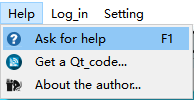 Help Log_in Setting
Ask for help F1
Get a Qt_code...
About the author...